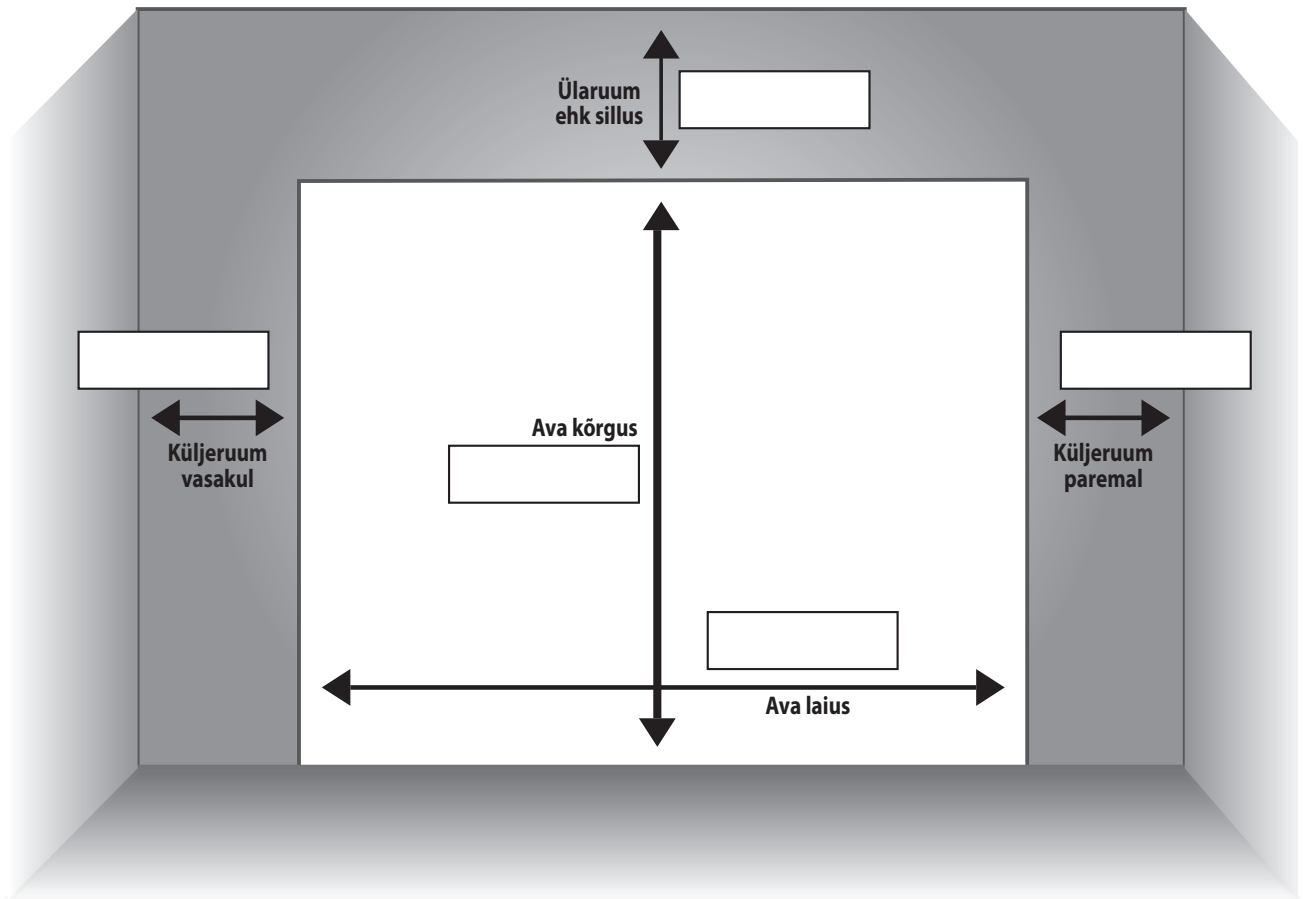 Ülaruum
ehk sillus
Ava kõrgus
Küljeruum
vasakul
Küljeruum
paremal
Ava laius